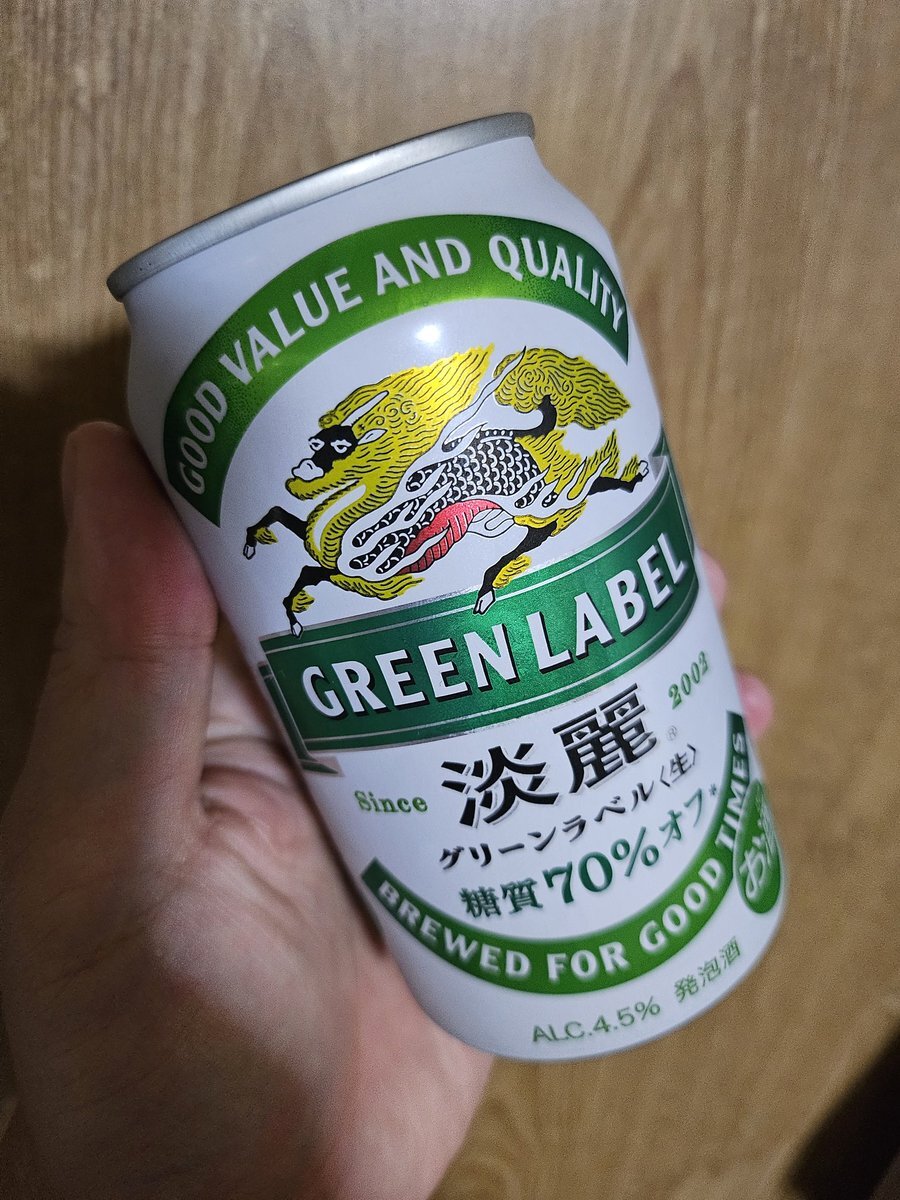 GOOD VALUE AND QUALITY
GREEN LABEL
Since 淡麗® 2002
グリーンラベル〈生〉
糖質70%オフ*
BREWED FOR GOOD TIMES
ALC.4.5% 発泡酒